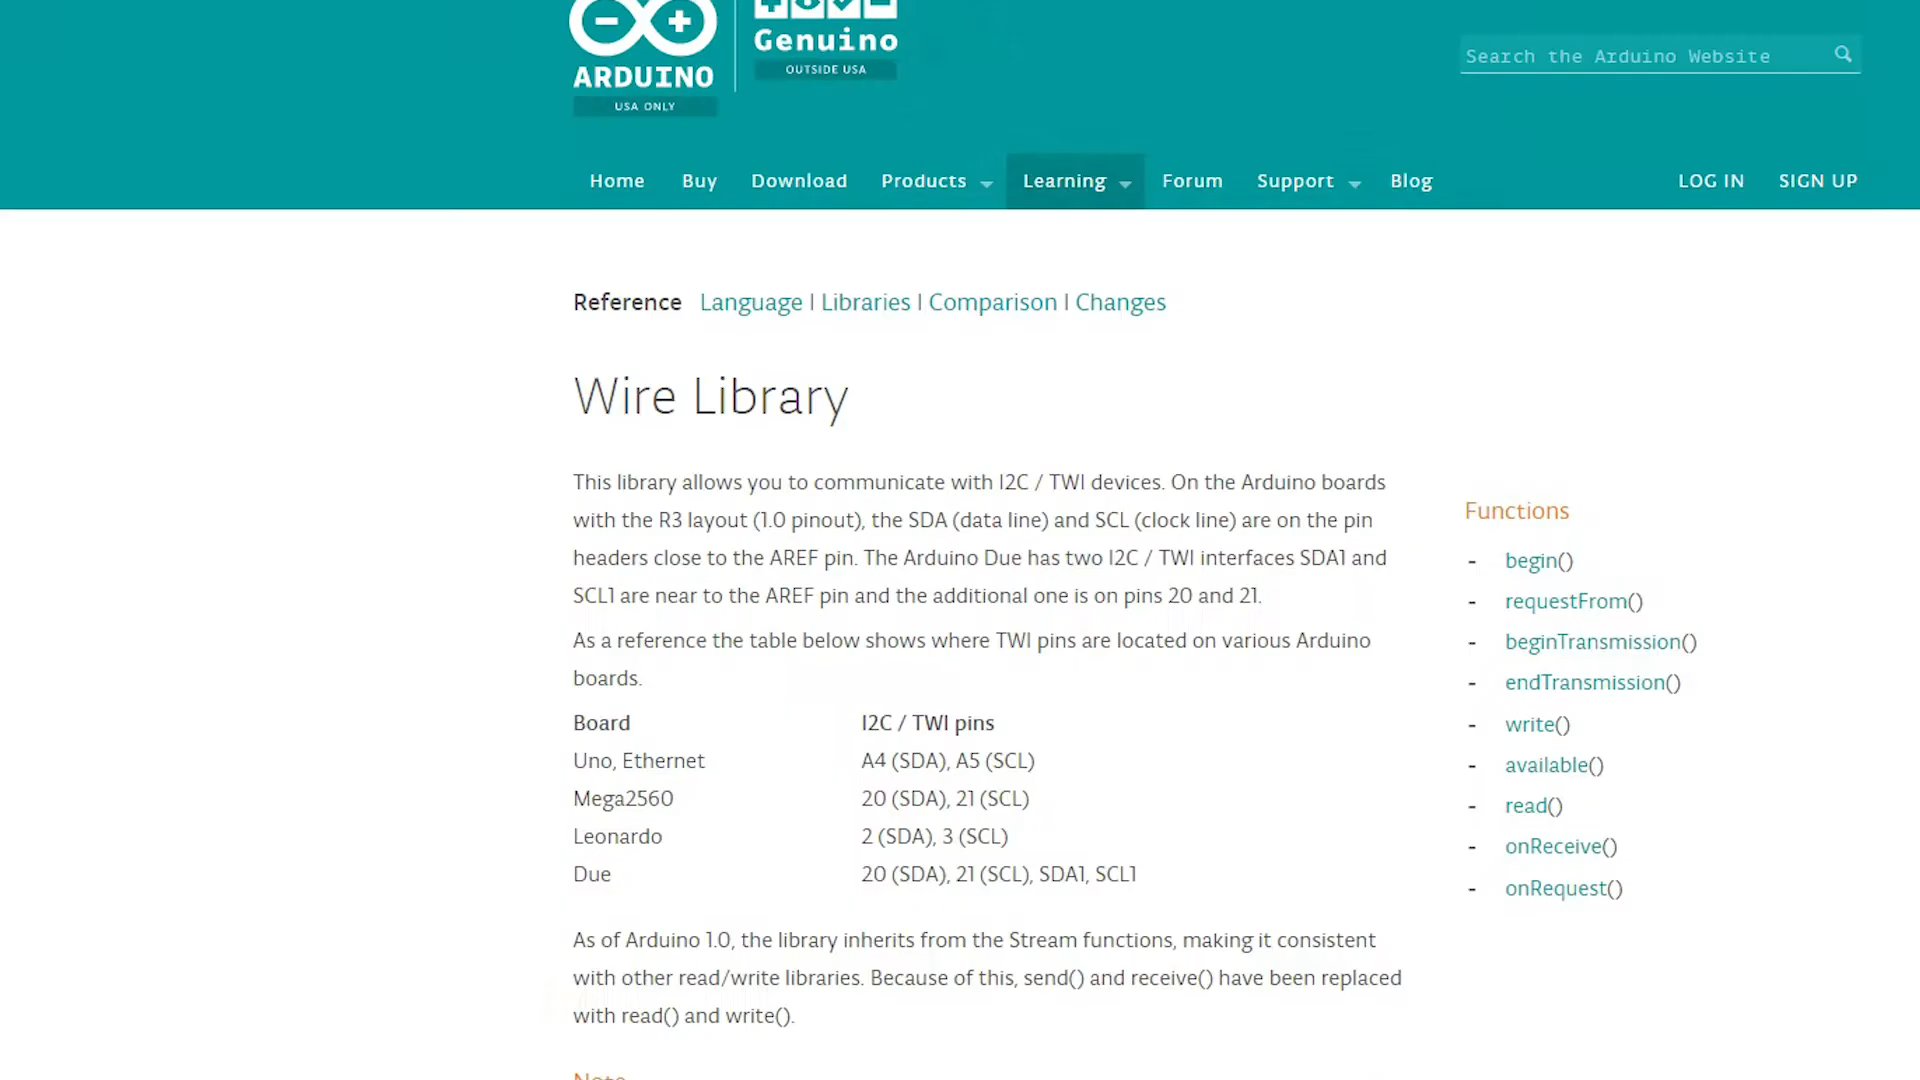 ARDUINO
USA ONLY
Genuino
OUTSIDE USA
Search the Arduino Website
Home Buy Download Products Learning Forum Support Blog LOG IN SIGN UP
Reference Language | Libraries | Comparison | Changes
Wire Library
This library allows you to communicate with I2C / TWI devices. On the Arduino boards
with the R3 layout (1.0 pinout), the SDA (data line) and SCL (clock line) are on the pin
headers close to the AREF pin. The Arduino Due has two I2C / TWI interfaces SDA1 and
SCL1 are near to the AREF pin and the additional one is on pins 20 and 21.
As a reference the table below shows where TWI pins are located on various Arduino
boards.
Board I2C / TWI pins
Uno, Ethernet A4 (SDA), A5 (SCL)
Mega2560 20 (SDA), 21 (SCL)
Leonardo 2 (SDA), 3 (SCL)
Due 20 (SDA), 21 (SCL), SDA1, SCL1
As of Arduino 1.0, the library inherits from the Stream functions, making it consistent
with other read/write libraries. Because of this, send() and receive() have been replaced
with read() and write().
Functions
- begin()
- requestFrom()
- beginTransmission()
- endTransmission()
- write()
- available()
- read()
- onReceive()
- onRequest()